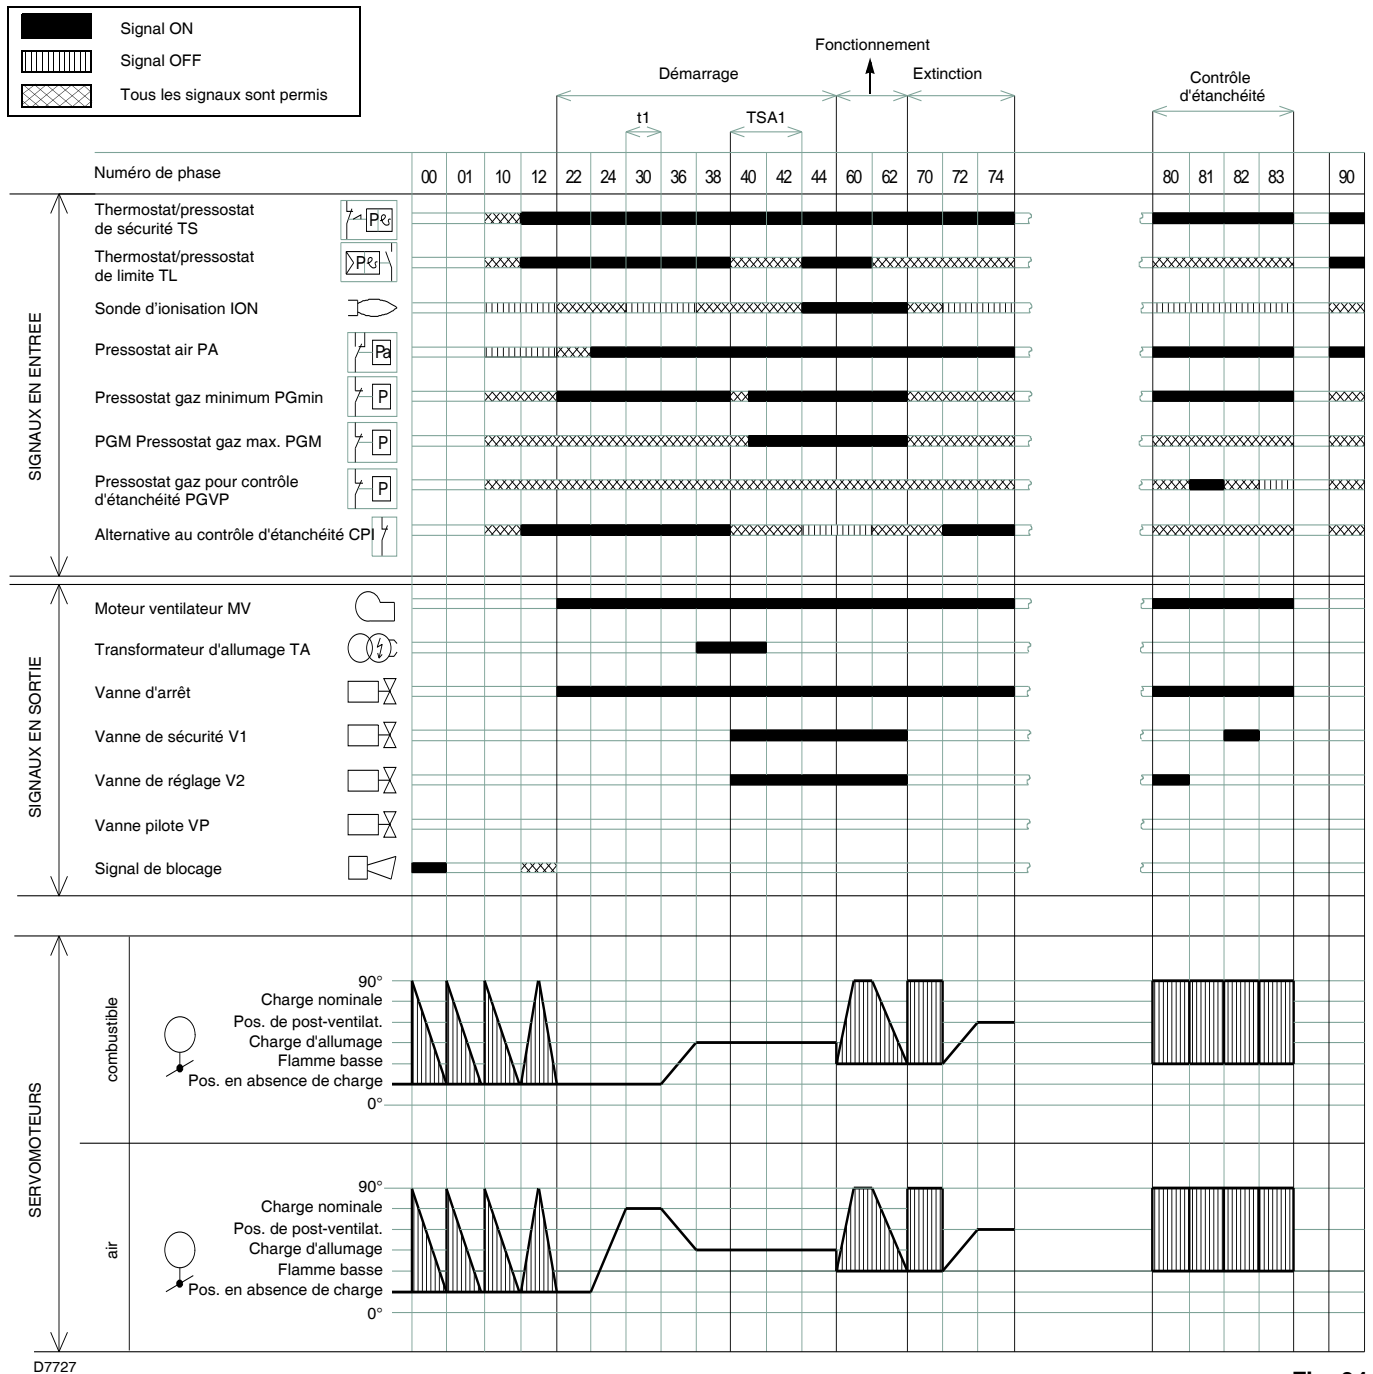 Signal ON
Signal OFF
Tous les signaux sont permis
Fonctionnement
Démarrage
Extinction
Contrôle
d'étanchéité
t1
TSA1
Numéro de phase
00 01 10 12 22 24 30 36 38 40 42 44 60 62 70 72 74 80 81 82 83 90
SIGNAUX EN ENTREE
Thermostat/pressostat
de sécurité TS
P
Thermostat/pressostat
de limite TL
P
Sonde d'ionisation ION
Pressostat air PA
Pa
Pressostat gaz minimum PGmin
P
PGM Pressostat gaz max. PGM
P
Pressostat gaz pour contrôle
d'étanchéité PGVP
P
Alternative au contrôle d'étanchéité CPI
SIGNAUX EN SORTIE
Moteur ventilateur MV
Transformateur d'allumage TA
Vanne d'arrêt
Vanne de sécurité V1
Vanne de réglage V2
Vanne pilote VP
Signal de blocage
SERVOMOTEURS
combustible
90°
Charge nominale
Pos. de post-ventilat.
Charge d'allumage
Flamme basse
Pos. en absence de charge
0°
air
90°
Charge nominale
Pos. de post-ventilat.
Charge d'allumage
Flamme basse
Pos. en absence de charge
0°
D7727